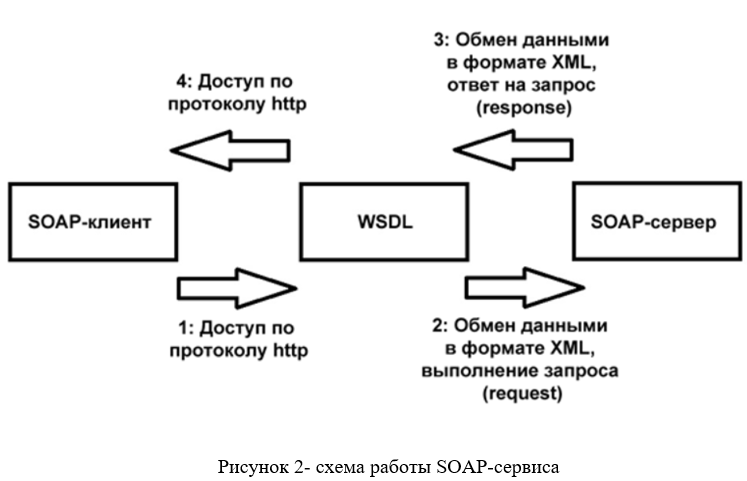 3: Обмен данными
в формате XML,
ответ на запрос
(response)
4: Доступ по
протоколу http
SOAP-клиент
WSDL
SOAP-сервер
1: Доступ по
протоколу http
2: Обмен данными
в формате XML,
выполнение запроса
(request)
Рисунок 2- схема работы SOAP-сервиса